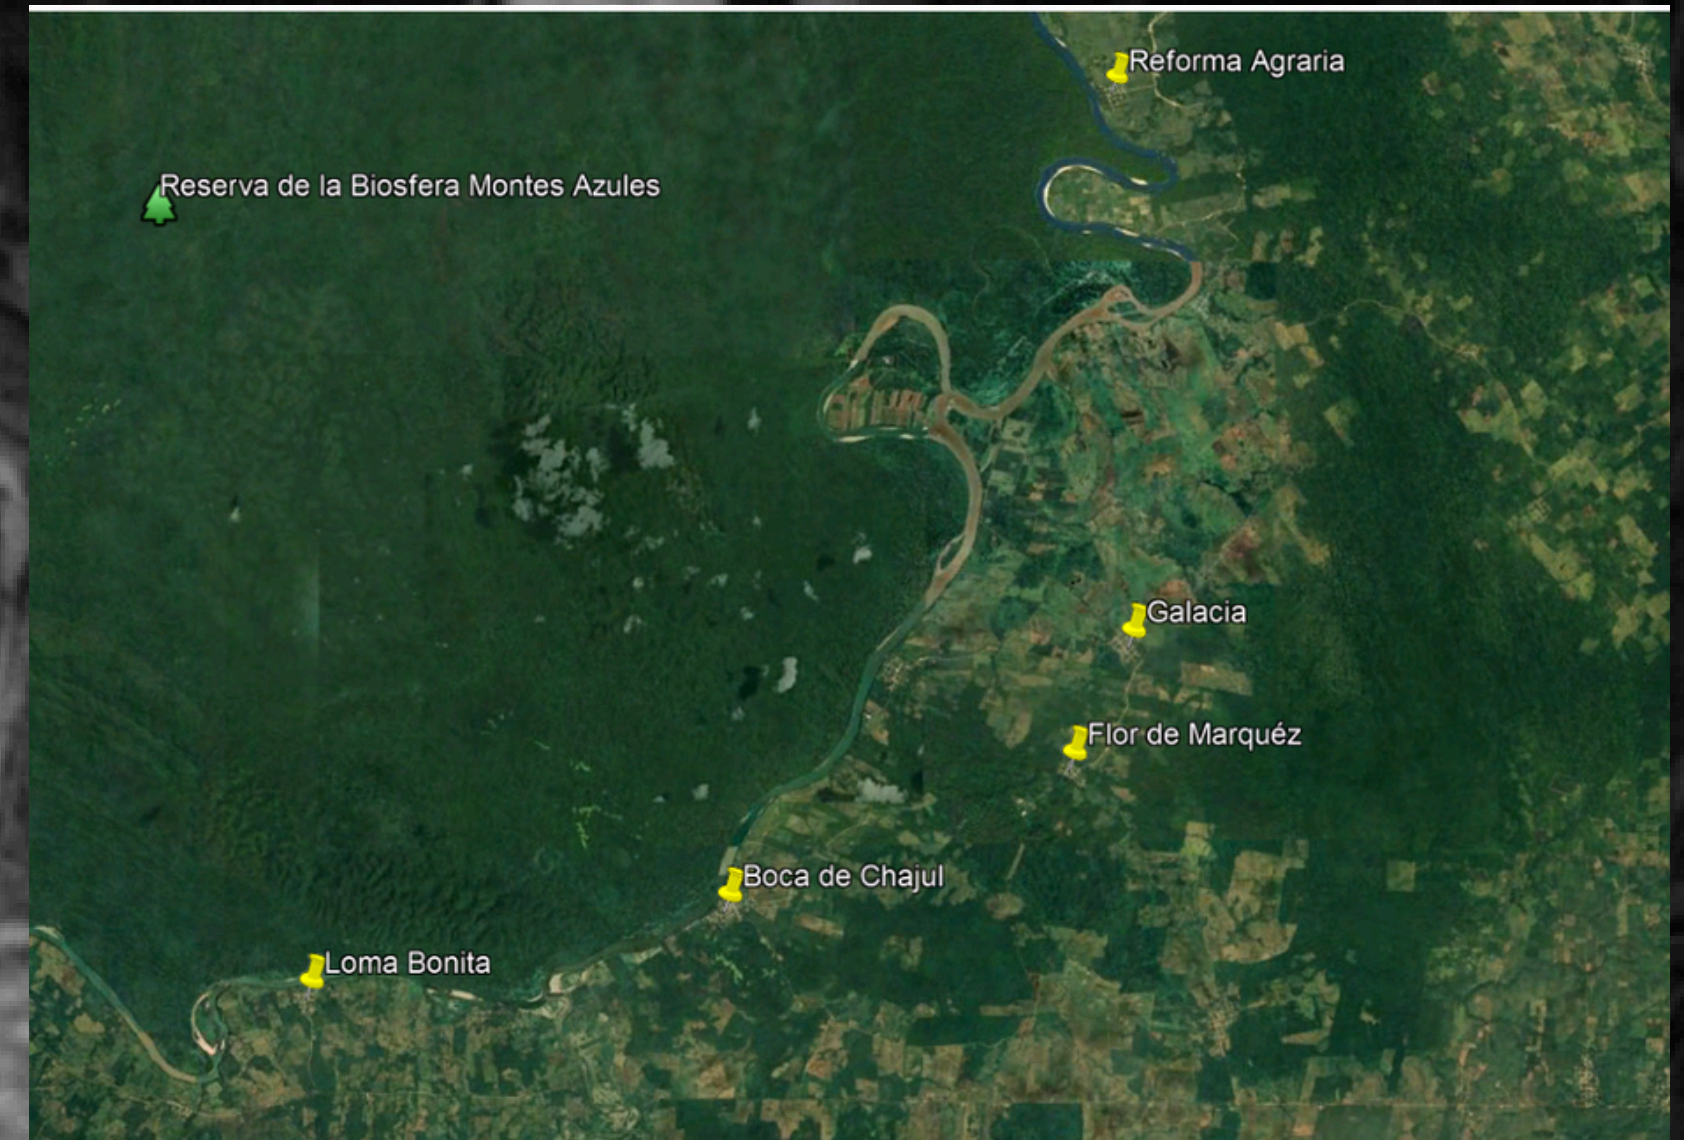 Reforma Agraria
Reserva de la Biosfera Montes Azules
Galacia
Flor de Marquéz
Boca de Chajul
Loma Bonita